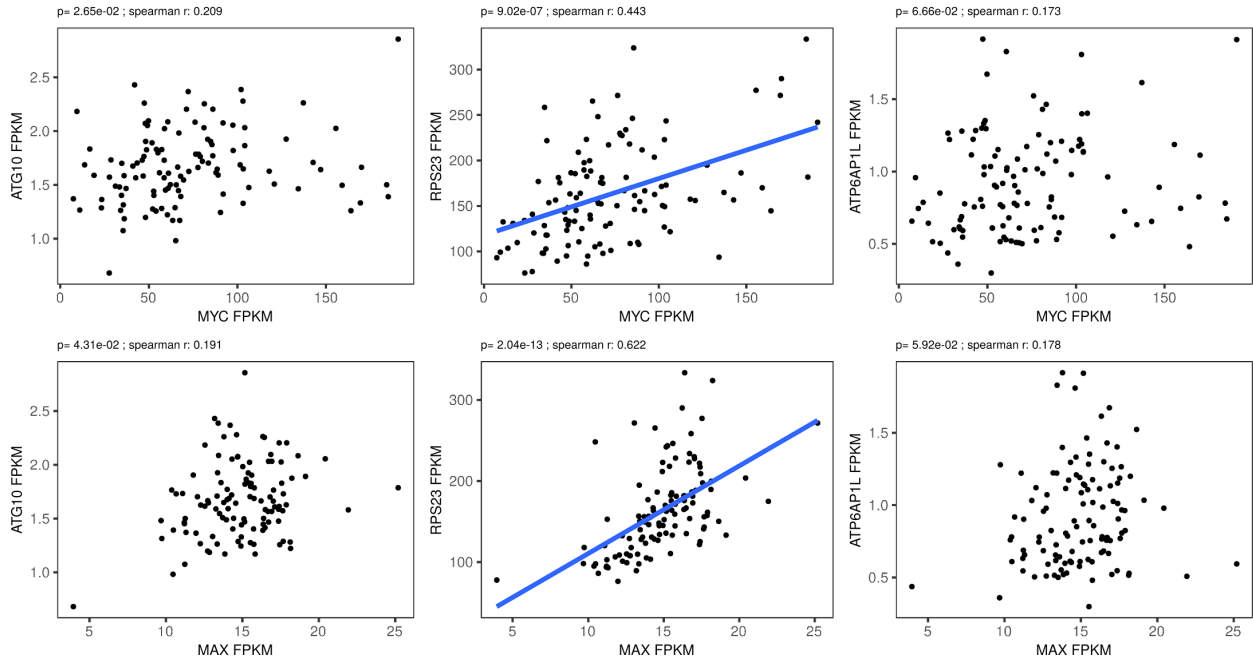 p= 2.65e-02 ; spearman r: 0.209
p= 9.02e-07 ; spearman r: 0.443
p= 6.66e-02 ; spearman r: 0.173
ATG10 FPKM
2.5
2.0
1.5
1.0
0
50
100
150
MYC FPKM
RPS23 FPKM
300
250
200
150
100
0
50
100
150
MYC FPKM
ATP6AP1L FPKM
1.5
1.0
0.5
0
50
100
150
MYC FPKM
p= 4.31e-02 ; spearman r: 0.191
p= 2.04e-13 ; spearman r: 0.622
p= 5.92e-02 ; spearman r: 0.178
ATG10 FPKM
2.5
2.0
1.5
1.0
5
10
15
20
25
MAX FPKM
RPS23 FPKM
300
200
100
5
10
15
20
25
MAX FPKM
ATP6AP1L FPKM
1.5
1.0
0.5
5
10
15
20
25
MAX FPKM